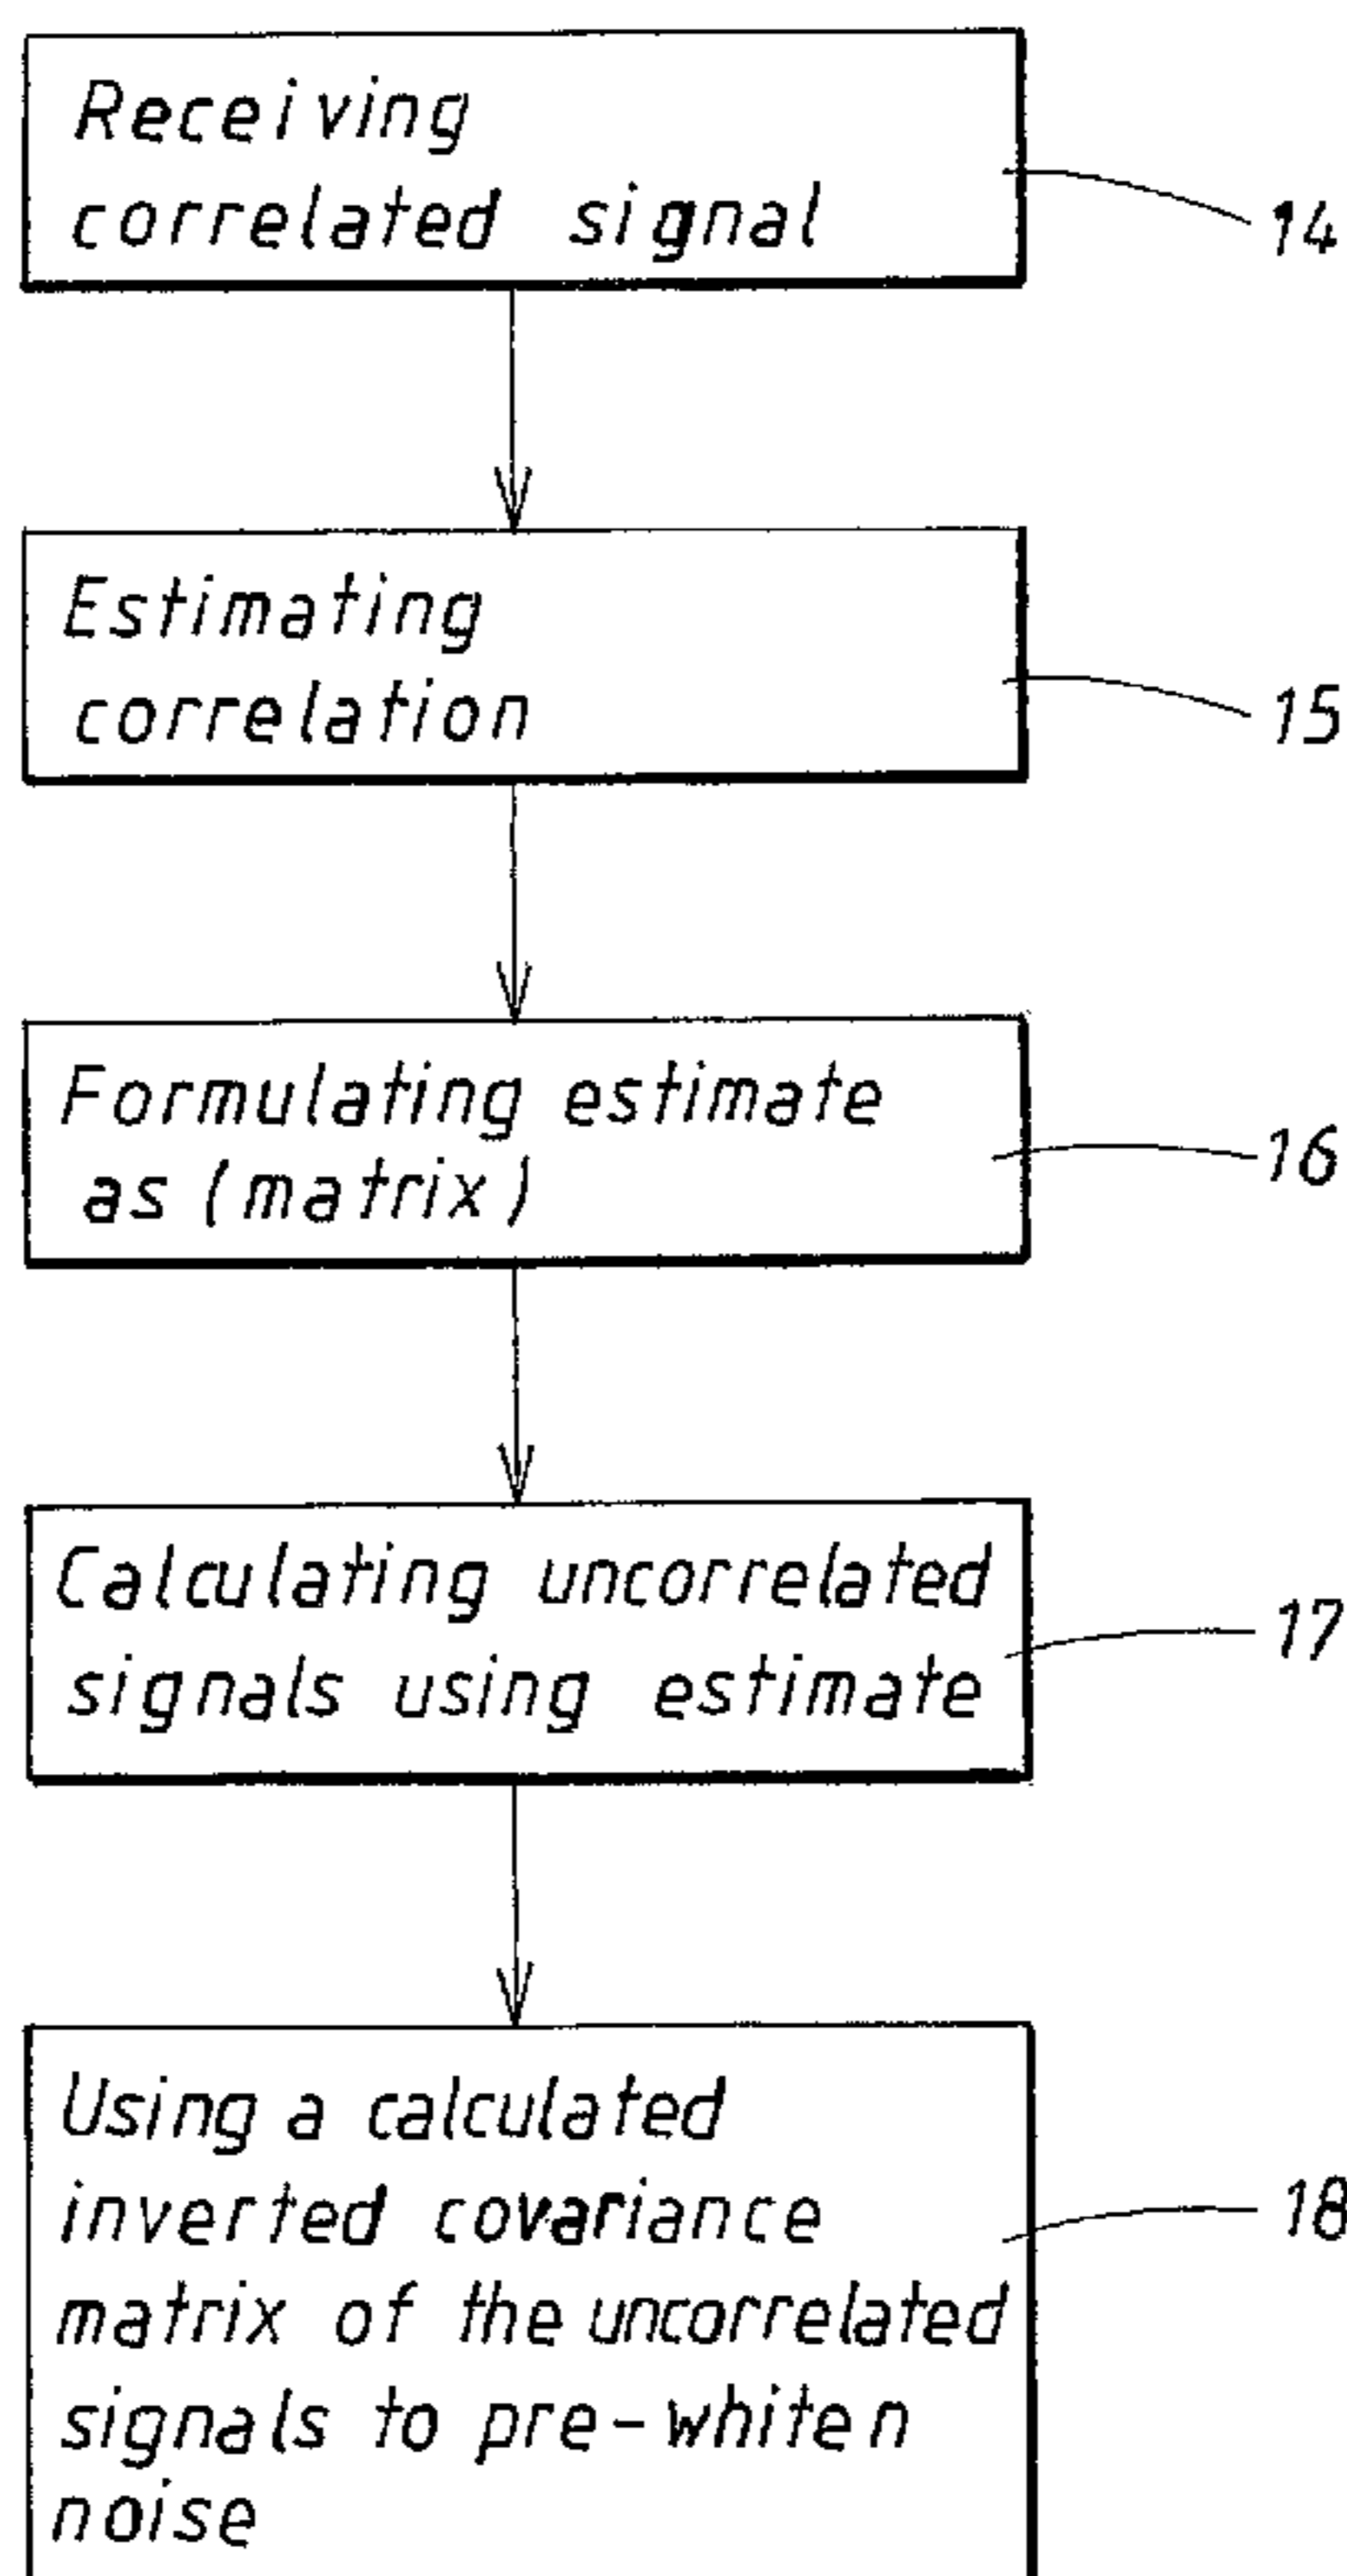 Receiving
correlated signal
14
Estimating
correlation
15
Formulating estimate
as (matrix)
16
Calculating uncorrelated
signals using estimate
17
Using a calculated
inverted covariance
matrix of the uncorrelated
signals to pre-whiten
noise
18